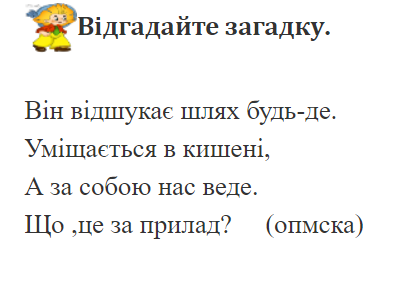 Відгадайте загадку.
Він відшукає шлях будь-де.
Уміщається в кишені,
А за собою нас веде.
Що ,це за прилад? (опмска)